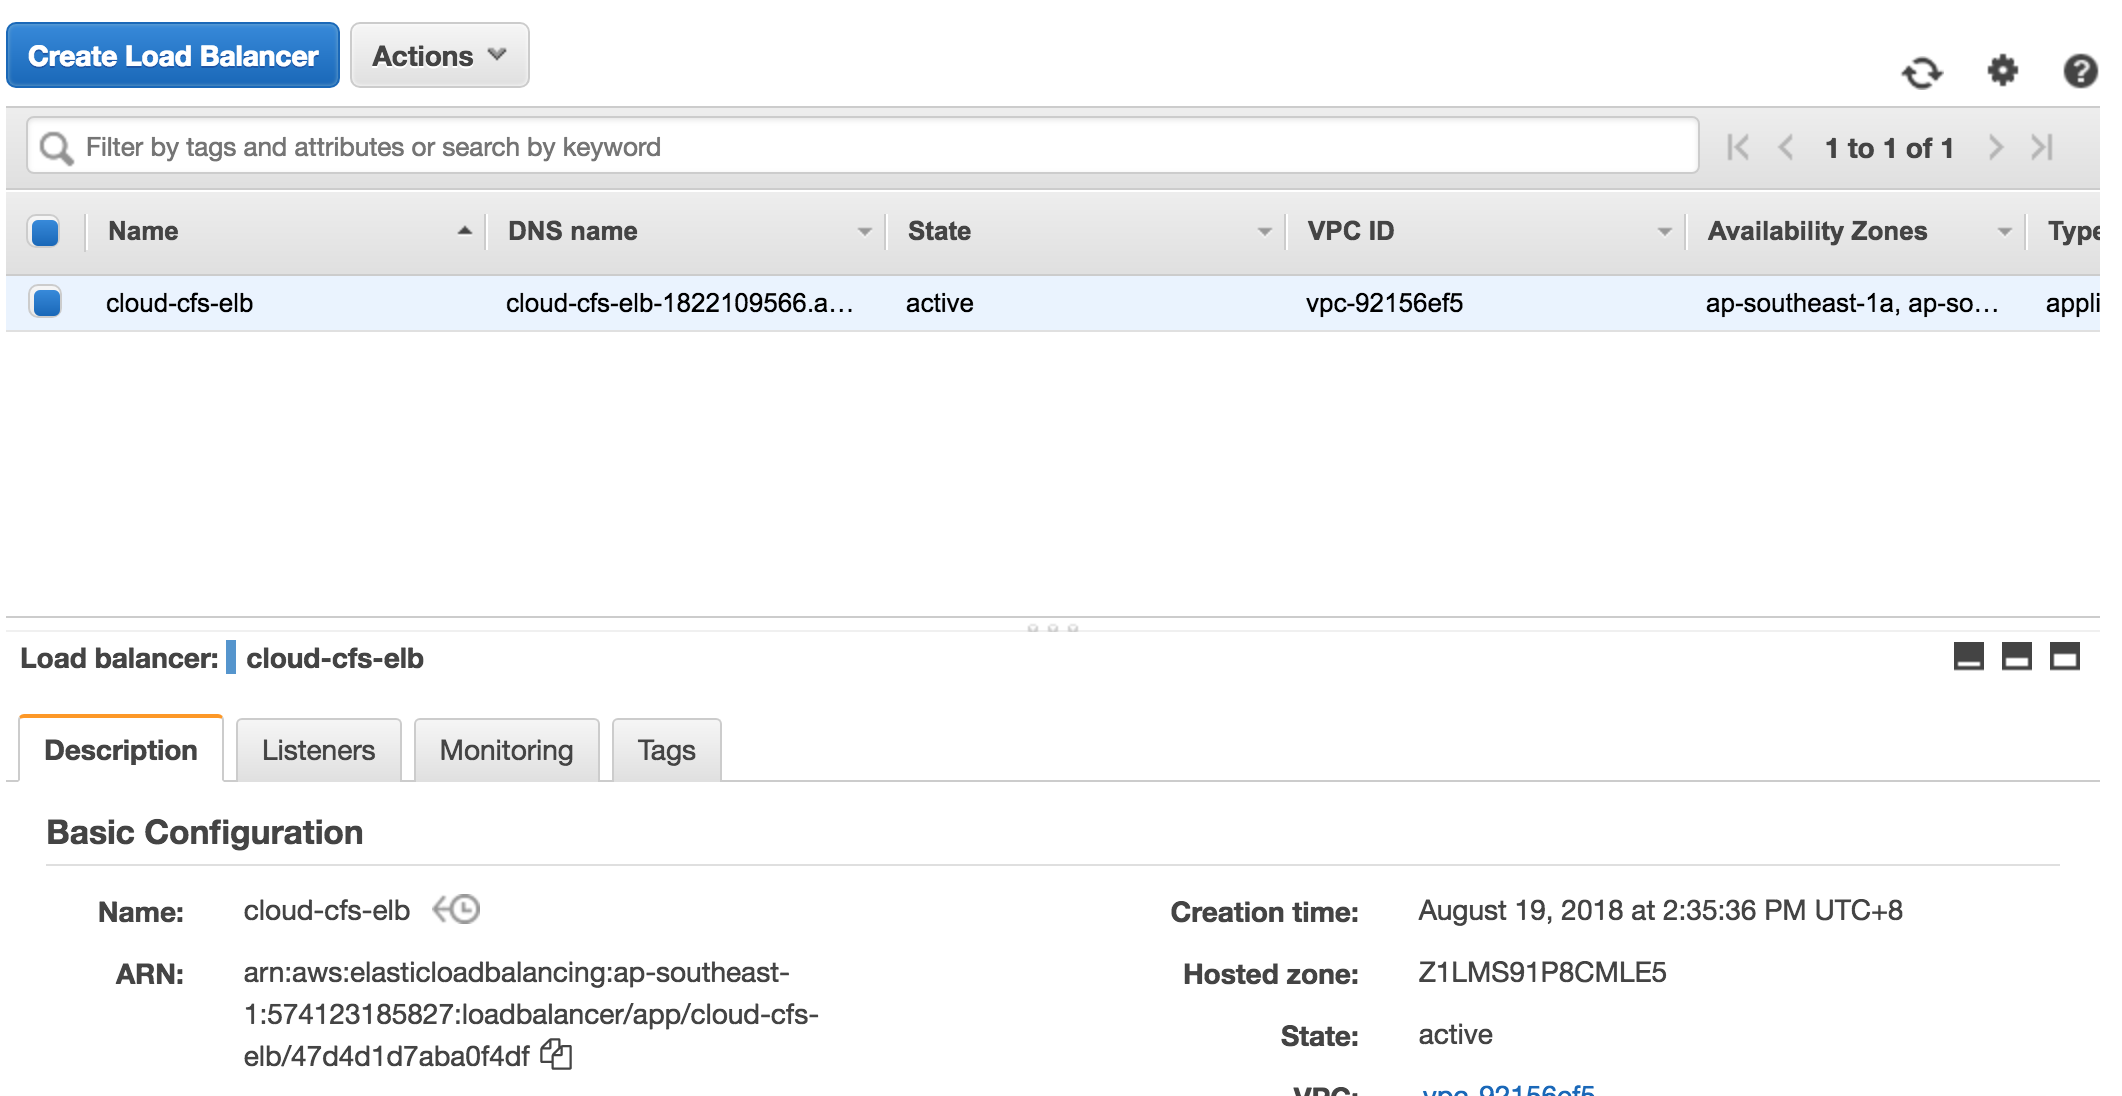 Create Load Balancer Actions
Filter by tags and attributes or search by keyword 1 to 1 of 1
Name DNS name State VPC ID Availability Zones Type
cloud-cfs-elb cloud-cfs-elb-1822109566.a... active vpc-92156ef5 ap-southeast-1a, ap-so... appli
Load balancer: cloud-cfs-elb
Description Listeners Monitoring Tags
Basic Configuration
Name: cloud-cfs-elb Creation time: August 19, 2018 at 2:35:36 PM UTC+8
ARN: arn:aws:elasticloadbalancing:ap-southeast- Hosted zone: Z1LMS91P8CMLE5
1:574123185827:loadbalancer/app/cloud-cfs-
State: active
elb/47d4d1d7aba0f4df
VPC: vpc-92156ef5